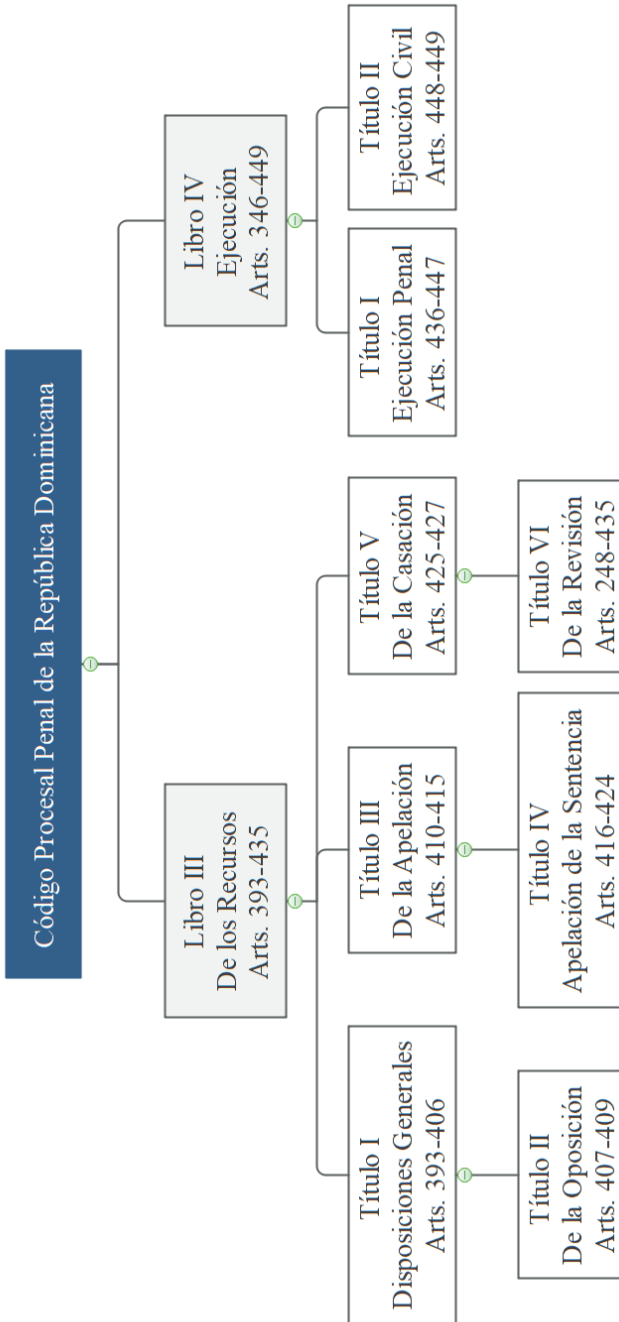 Código Procesal Penal de la República Dominicana
Libro III
De los Recursos
Arts. 393-435
Título I
Disposiciones Generales
Arts. 393-406
Título II
De la Oposición
Arts. 407-409
Título III
De la Apelación
Arts. 410-415
Título IV
Apelación de la Sentencia
Arts. 416-424
Título V
De la Casación
Arts. 425-427
Título VI
De la Revisión
Arts. 248-435
Libro IV
Ejecución
Arts. 346-449
Título I
Ejecución Penal
Arts. 436-447
Título II
Ejecución Civil
Arts. 448-449